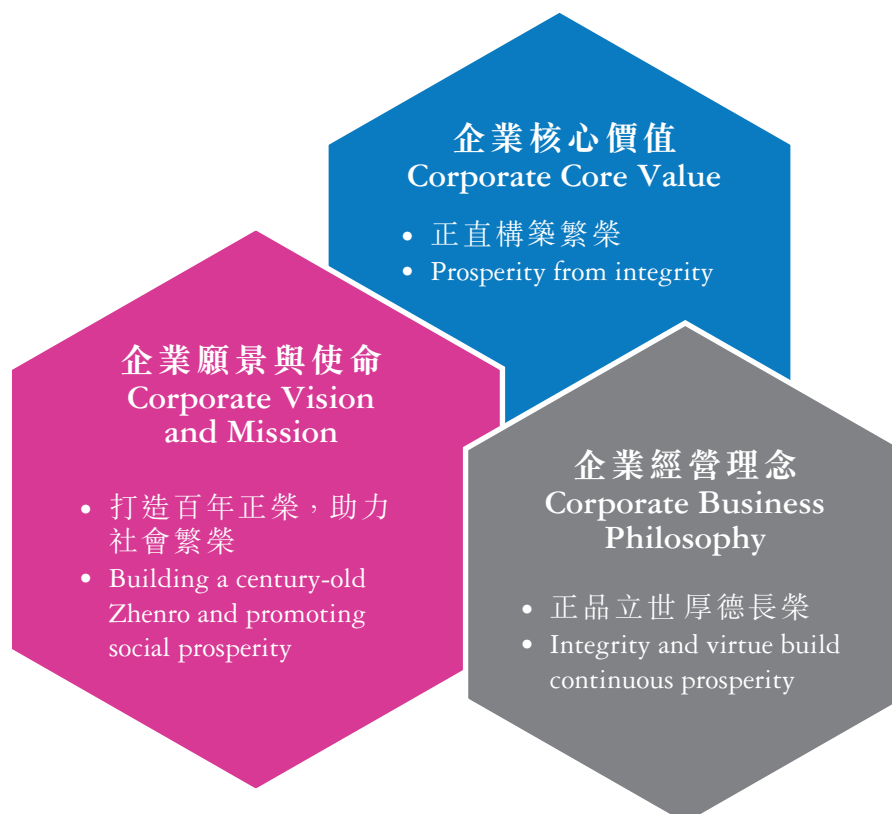 企業核心價值
Corporate Core Value
• 正直構築繁榮
• Prosperity from integrity
企業願景與使命
Corporate Vision
and Mission
• 打造百年正榮，助力
社會繁榮
• Building a century-old
Zhenro and promoting
social prosperity
企業經營理念
Corporate Business
Philosophy
• 正品立世 厚德長榮
• Integrity and virtue build
continuous prosperity